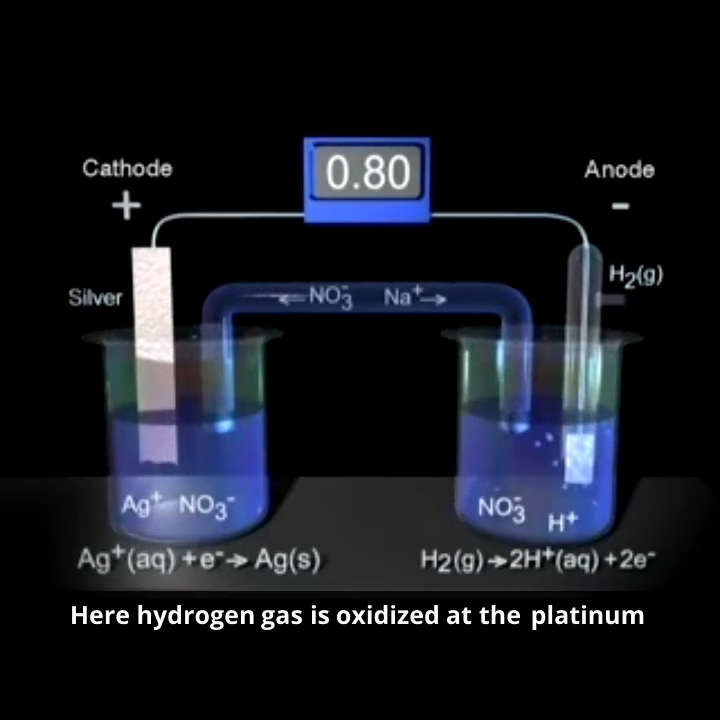 0.80
Cathode
+
Anode
-
Silver
H₂(g)
←NO₃⁻ Na⁺→
Ag⁺ NO₃⁻
NO₃⁻ H⁺
Ag⁺(aq) + e⁻→ Ag(s)
H₂(g)→2H⁺(aq) +2e⁻
Here hydrogen gas is oxidized at the platinum